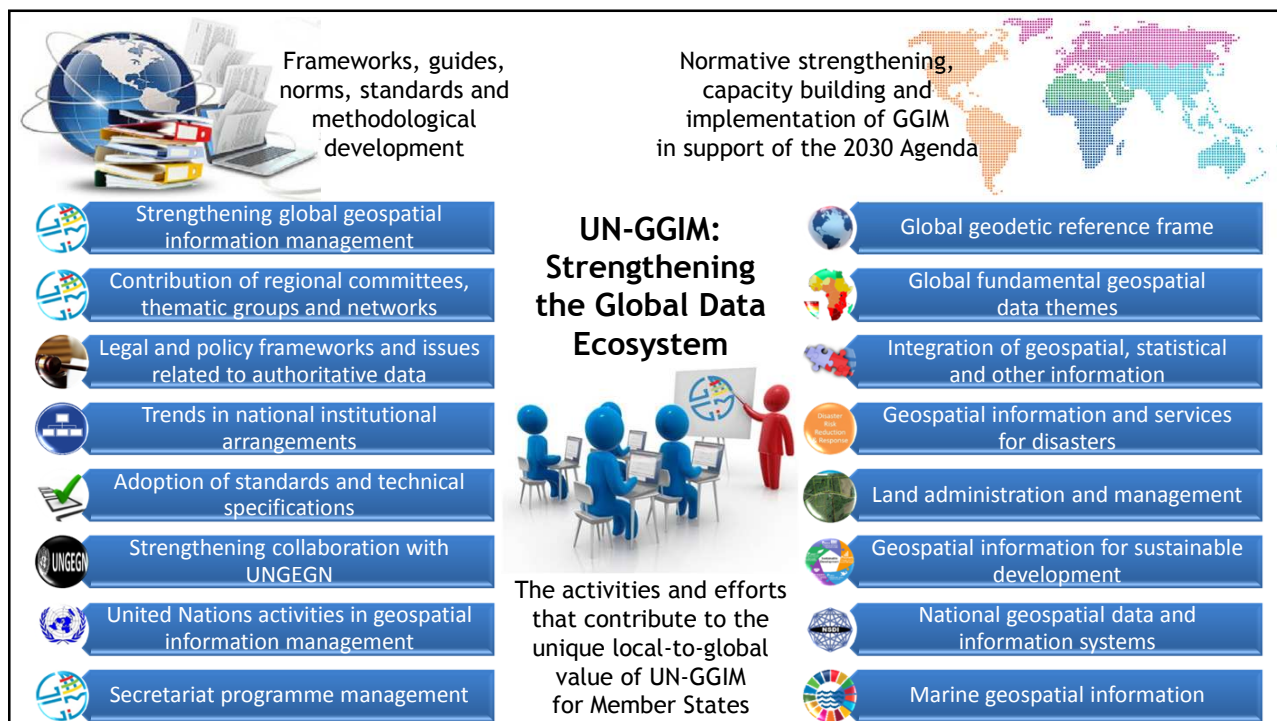 Frameworks, guides,
norms, standards and
methodological
development
Normative strengthening,
capacity building and
implementation of GGIM
in support of the 2030 Agenda
UN-GGIM:
Strengthening
the Global Data
Ecosystem
Strengthening global geospatial
information management
Contribution of regional committees,
thematic groups and networks
Legal and policy frameworks and issues
related to authoritative data
Trends in national institutional
arrangements
Adoption of standards and technical
specifications
UNGEGN
Strengthening collaboration with
UNGEGN
United Nations activities in geospatial
information management
Secretariat programme management
The activities and efforts
that contribute to the
unique local-to-global
value of UN-GGIM
for Member States
Global geodetic reference frame
Global fundamental geospatial
data themes
Integration of geospatial, statistical
and other information
Disaster
Risk
Reduction
& Response
Geospatial information and services
for disasters
Land administration and management
Geospatial information for sustainable
development
NSDI
National geospatial data and
information systems
Marine geospatial information